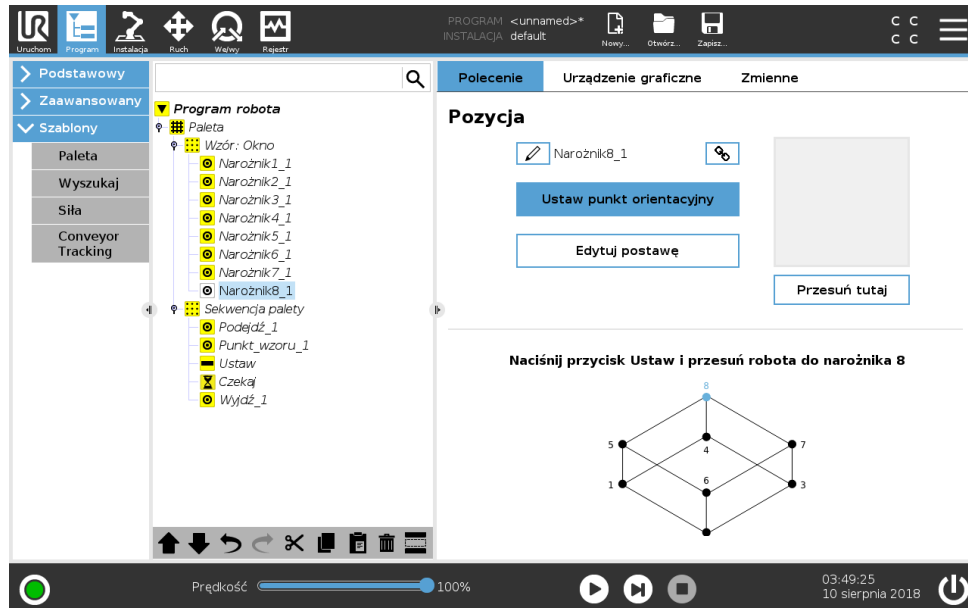 PROGRAM <unnamed>*
INSTALACJA default
Nowy...
Otwórz...
Zapisz...
C C
C C
Uruchom
Program
Instalacja
Ruch
We/wy
Rejestr
Podstawowy
Zaawansowany
Szablony
Paleta
Wyszukaj
Siła
Conveyor
Tracking
Program robota
Paleta
Wzór: Okno
Narożnik1_1
Narożnik2_1
Narożnik3_1
Narożnik4_1
Narożnik5_1
Narożnik6_1
Narożnik7_1
Narożnik8_1
Sekwencja palety
Podejdź_1
Punkt_wzoru_1
Ustaw
Czekaj
Wyjdź_1
Polecenie
Urządzenie graficzne
Zmienne
Pozycja
Narożnik8_1
Ustaw punkt orientacyjny
Edytuj postawę
Przesuń tutaj
Naciśnij przycisk Ustaw i przesuń robota do narożnika 8
8
5
7
4
1
6
3
Prędkość
100%
03:49:25
10 sierpnia 2018